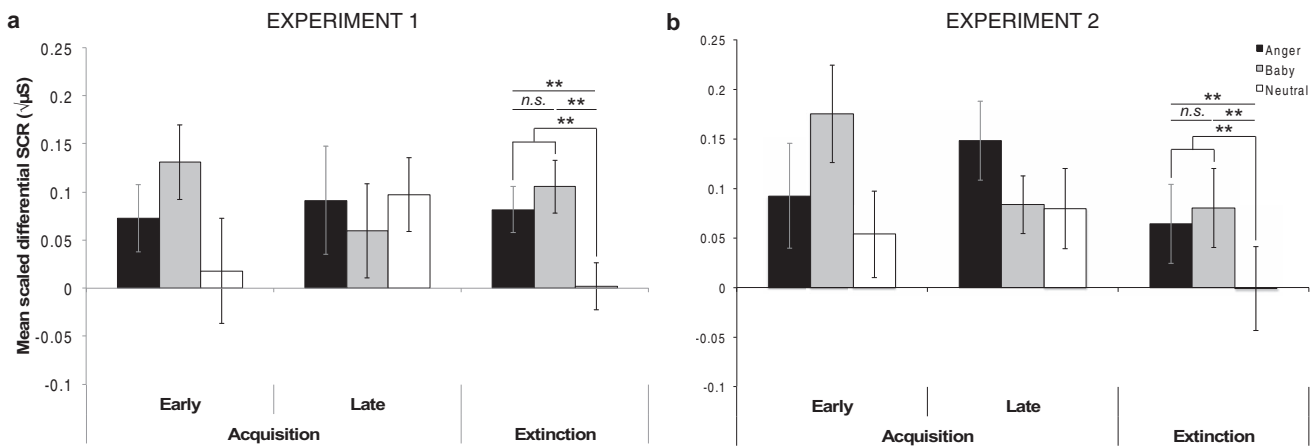 a
EXPERIMENT 1
Mean scaled differential SCR (√µS)
0.25
0.2
0.15
0.1
0.05
0
-0.05
-0.1
**
n.s. **
**
Early Late
Acquisition Extinction
b
EXPERIMENT 2
0.25
0.2
0.15
0.1
0.05
0
-0.05
-0.1
Anger
Baby
Neutral
**
n.s. **
**
Early Late
Acquisition Extinction